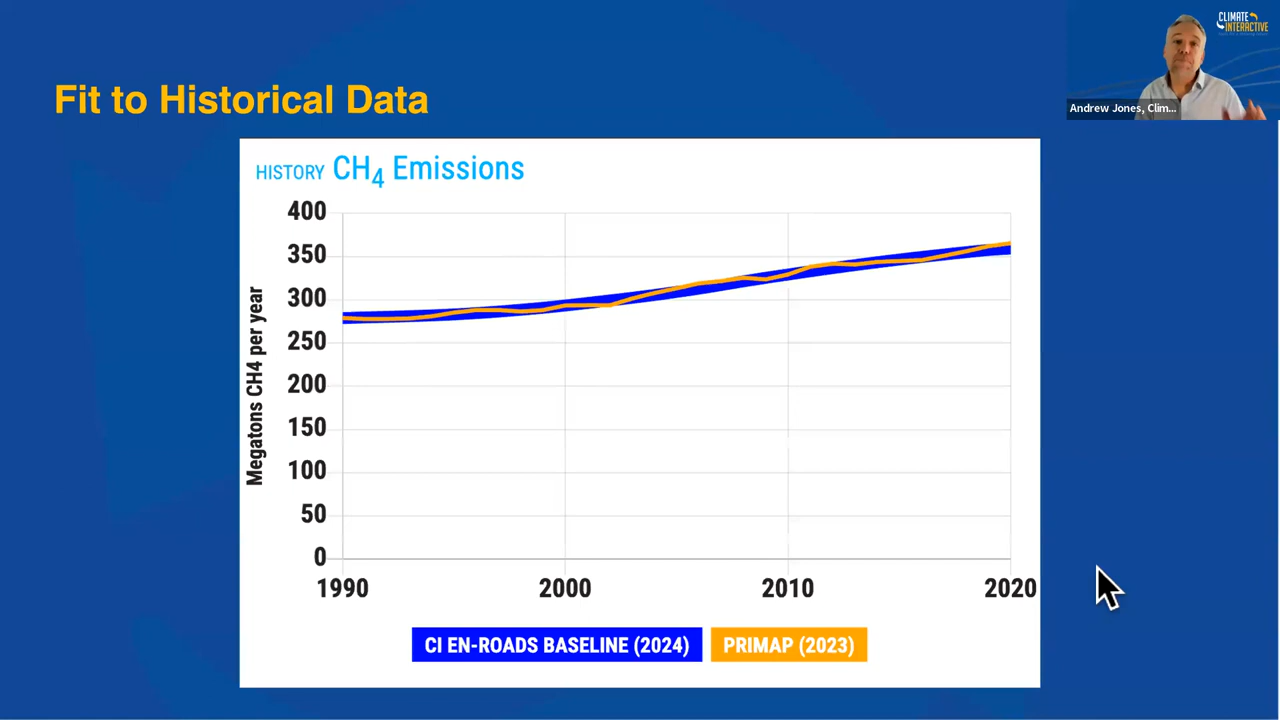 CLIMATE
INTERACTIVE
Andrew Jones, Clim...
Fit to Historical Data
HISTORY CH4 Emissions
Megatons CH4 per year
400
350
300
250
200
150
100
50
0
1990 2000 2010 2020
CI EN-ROADS BASELINE (2024) PRIMAP (2023)